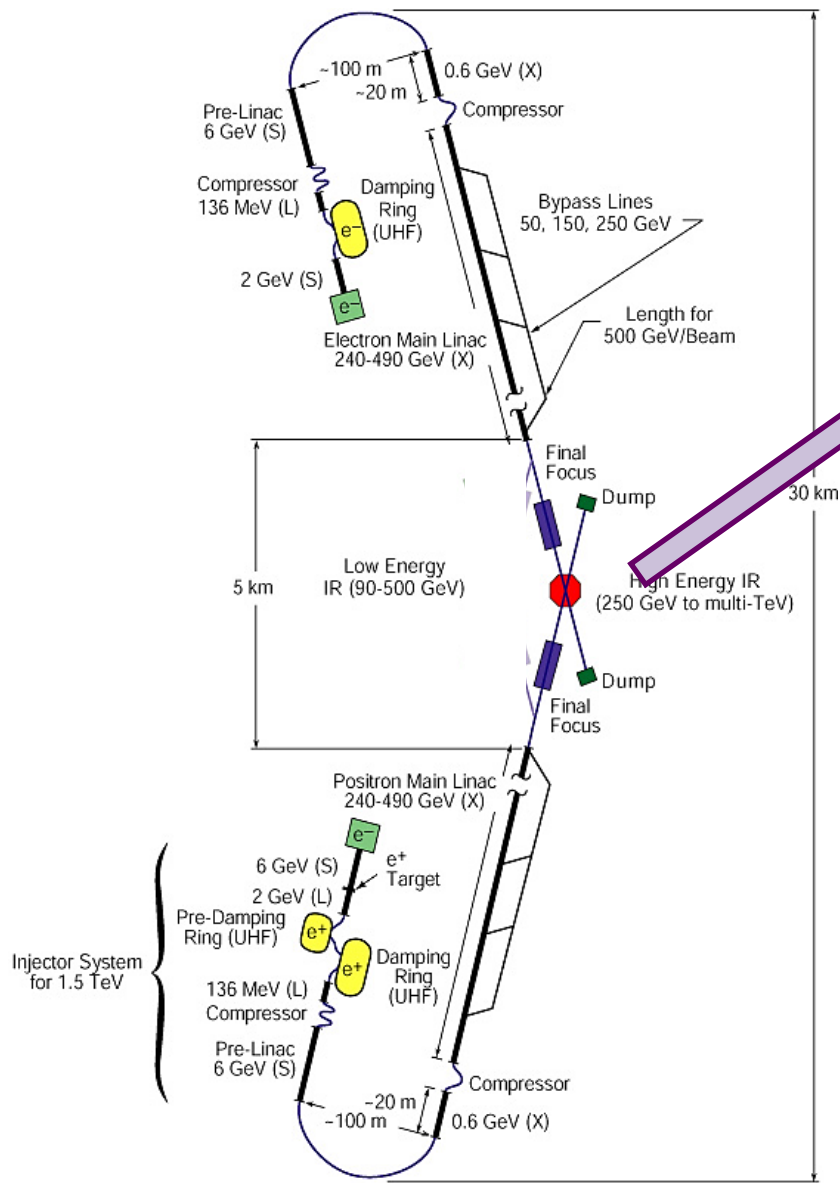 ~100 m
~20 m
0.6 GeV (X)
Compressor
Pre-Linac
6 GeV (S)
Compressor
136 MeV (L)
Damping
Ring
(UHF)
e−
2 GeV (S)
e−
Bypass Lines
50, 150, 250 GeV
Length for
500 GeV/Beam
Electron Main Linac
240-490 GeV (X)
Final
Focus
Dump
30 km
Low Energy
IR (90-500 GeV)
5 km
Energy IR
(250 GeV to multi-TeV)
Dump
Final
Focus
Positron Main Linac
240-490 GeV (X)
e−
6 GeV (S)
e+
Target
2 GeV (L)
Pre-Damping
Ring (UHF)
e+
e+
Damping
Ring
(UHF)
Injector System
for 1.5 TeV
136 MeV (L)
Compressor
Pre-Linac
6 GeV (S)
Compressor
~20 m
~100 m
0.6 GeV (X)